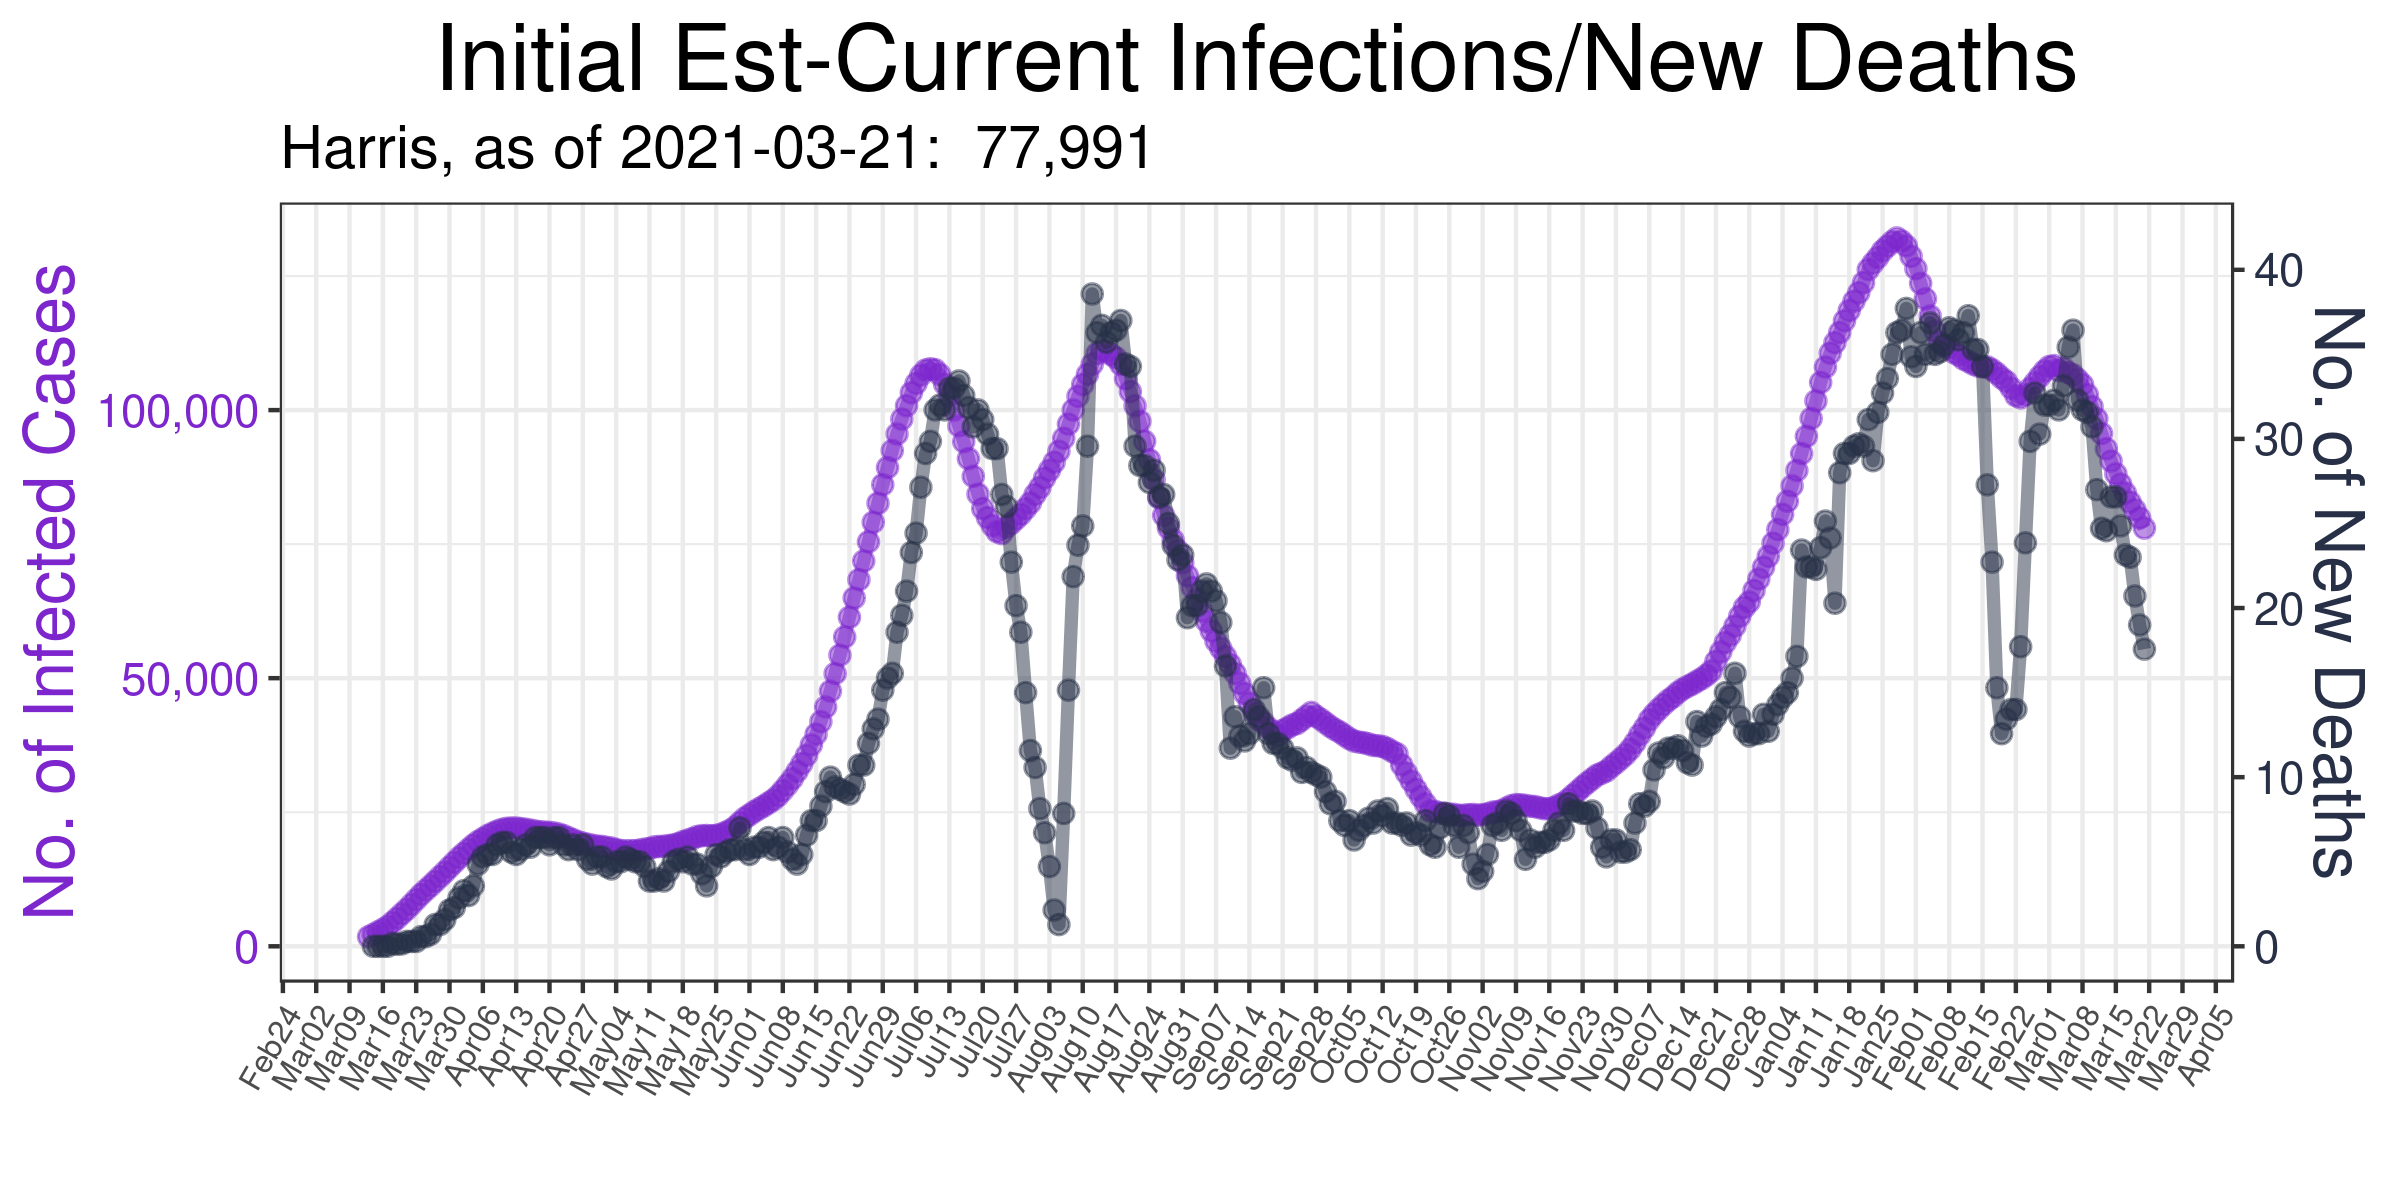 Initial Est-Current Infections/New Deaths
Harris, as of 2021-03-21:  77,991
No. of Infected Cases
100,000
50,000
0
40
30
20
10
0
No. of New Deaths
Feb24
Mar02
Mar09
Mar16
Mar23
Mar30
Apr06
Apr13
Apr20
Apr27
May04
May11
May18
May25
Jun01
Jun08
Jun15
Jun22
Jun29
Jul06
Jul13
Jul20
Jul27
Aug03
Aug10
Aug17
Aug24
Aug31
Sep07
Sep14
Sep21
Sep28
Oct05
Oct12
Oct19
Oct26
Nov02
Nov09
Nov16
Nov23
Nov30
Dec07
Dec14
Dec21
Dec28
Jan04
Jan11
Jan18
Jan25
Feb01
Feb08
Feb15
Feb22
Mar01
Mar08
Mar15
Mar22
Mar29
Apr05